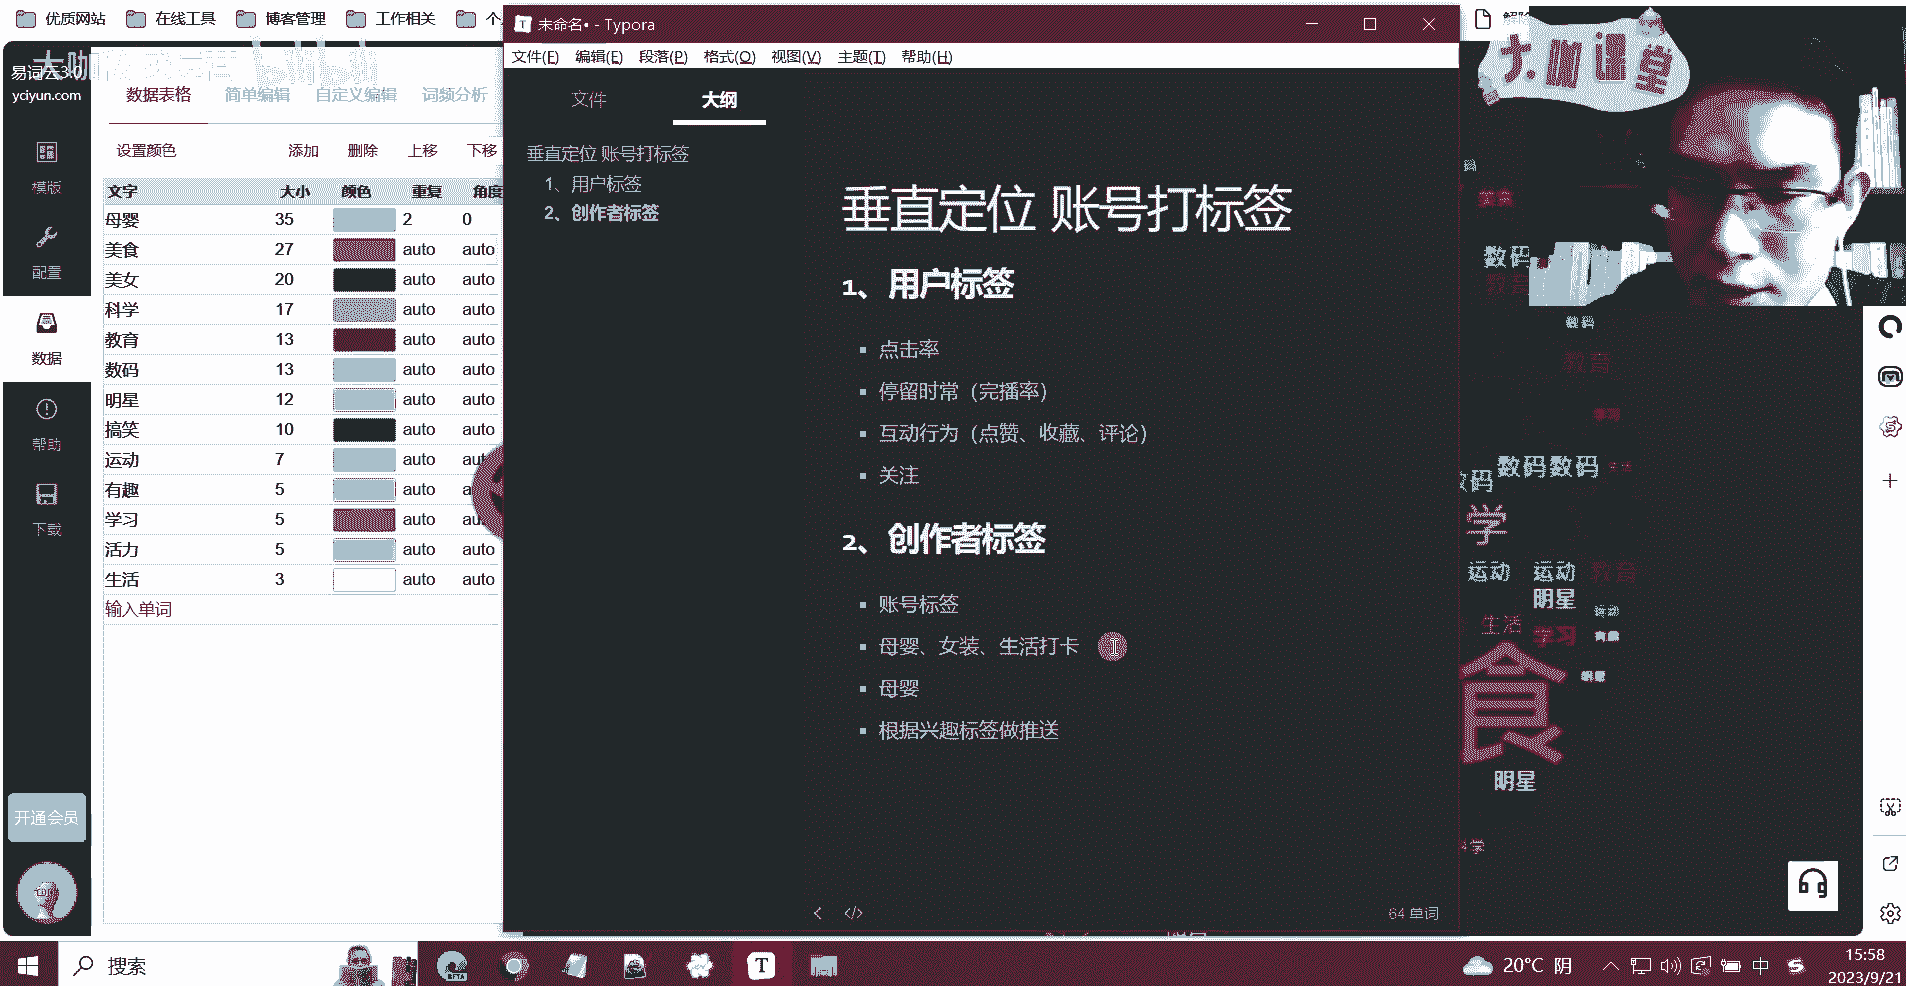 优质网站
在线工具
博客管理
工作相关
未命名• - Typora
文件(F) 编辑(E) 段落(P) 格式(O) 视图(V) 主题(T) 帮助(H)
大咖课堂
易词云3.0
yciyun.com
数据表格 简单编辑 自定义编辑 词频分析
设置颜色 添加 删除 上移 下移
文字 大小 颜色 重复 角度
母婴 35 2 0
美食 27 auto auto
美女 20 auto auto
科学 17 auto auto
教育 13 auto auto
数码 13 auto auto
明星 12 auto auto
搞笑 10 auto auto
运动 7 auto auto
有趣 5 auto
学习 5 auto
活力 5 auto auto
生活 3 auto auto
输入单词
模版
配置
数据
帮助
下载
开通会员
文件 大纲
垂直定位 账号打标签
1、用户标签
2、创作者标签
垂直定位 账号打标签
1、用户标签
点击率
停留时常（完播率）
互动行为（点赞、收藏、评论）
关注
2、创作者标签
账号标签
母婴、女装、生活打卡
母婴
根据兴趣标签做推送
64 单词
数码
教育
数码
教育
学习
数码 数码
学
运动 运动 教育
明星
运动
生活 学习
食
明星
搜索
20°C 阴
中
15:58
2023/9/21